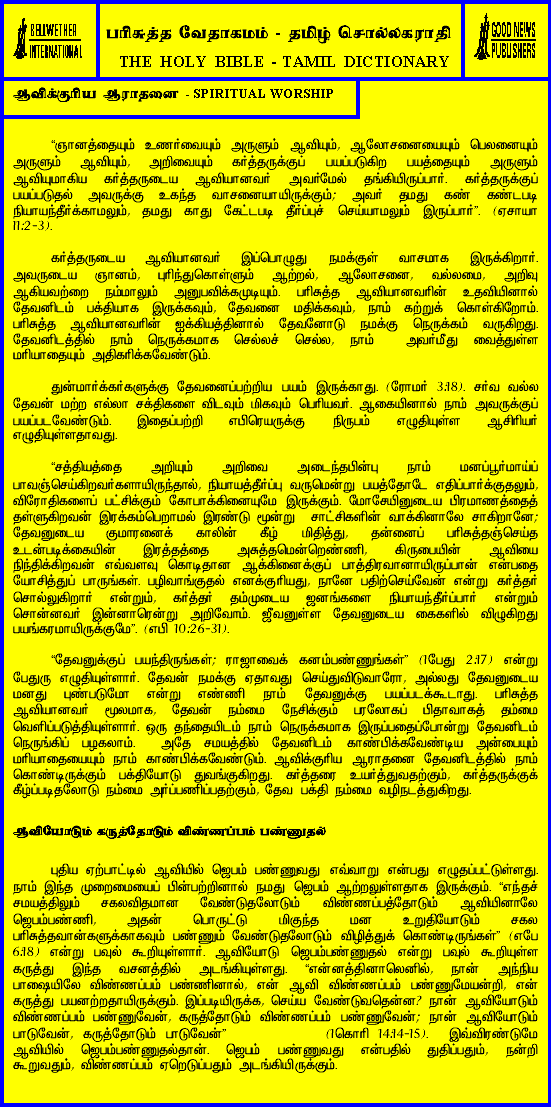 BELLWETHER
INTERNATIONAL
பரிசுத்த வேதாகமம் - தமிழ் சொல்லகராதி
THE HOLY BIBLE - TAMIL DICTIONARY
GOOD NEWS
PUBLISHERS
ஆவிக்குரிய ஆராதனை - SPIRITUAL WORSHIP
“ஞானத்தையும் உணர்வையும் அருளும் ஆவியும், ஆலோசனையையும் பெலனையும்
அருளும் ஆவியும், அறிவையும் கர்த்தருக்குப் பயப்படுகிற பயத்தையும் அருளும்
ஆவியுமாகிய கர்த்தருடைய ஆவியானவர் அவர்மேல் தங்கியிருப்பார். கர்த்தருக்குப்
பயப்படுதல் அவருக்கு உகந்த வாசனையாயிருக்கும்; அவர் தமது கண் கண்டபடி
நியாயந்தீர்க்காமலும், தமது காது கேட்டபடி தீர்ப்புச் செய்யாமலும் இருப்பார்”. (ஏசாயா
11:2-3).
கர்த்தருடைய ஆவியானவர் இப்பொழுது நமக்குள் வாசமாக இருக்கிறார்.
அவருடைய ஞானம், புரிந்துகொள்ளும் ஆற்றல், ஆலோசனை, வல்லமை, அறிவு
ஆகியவற்றை நம்மாலும் அனுபவிக்கமுடியும். பரிசுத்த ஆவியானவரின் உதவியினால்
தேவனிடம் பக்தியாக இருக்கவும், தேவனை மதிக்கவும், நாம் கற்றுக் கொள்கிறோம்.
பரிசுத்த ஆவியானவரின் ஐக்கியத்தினால் தேவனோடு நமக்கு நெருக்கம் வருகிறது.
தேவனிடத்தில் நாம் நெருக்கமாக செல்லச் செல்ல, நாம் அவர்மீது வைத்துள்ள
மரியாதையும் அதிகரிக்கவேண்டும்.
துன்மார்க்கர்களுக்கு தேவனைப்பற்றிய பயம் இருக்காது. (ரோமர் 3:18). சர்வ வல்ல
தேவன் மற்ற எல்லா சக்திகளை விடவும் மிகவும் பெரியவர். ஆகையினால் நாம் அவருக்குப்
பயப்படவேண்டும். இதைப்பற்றி எபிரெயருக்கு நிருபம் எழுதியுள்ள ஆசிரியர்
எழுதியுள்ளதாவது.
“சத்தியத்தை அறியும் அறிவை அடைந்தபின்பு நாம் மனப்பூர்மாய்ப்
பாவஞ்செய்கிறவர்களாயிருந்தால், நியாயத்தீர்ப்பு வருமென்று பயத்தோடே எதிப்பார்க்குதலும்,
விரோதிகளைப் பட்சிக்கும் கோபாக்கினையுமே இருக்கும். மோசேயினுடைய பிரமாணத்தைத்
தள்ளுகிறவன் இரக்கம்பெறாமல் இரண்டு மூன்று சாட்சிகளின் வாக்கினாலே சாகிறானே;
தேவனுடைய குமாரனைக் காலின் கீழ் மிதித்து, தன்னைப் பரிசுத்தஞ்செய்த
உடன்படிக்கையின் இரத்தத்தை அசுத்தமென்றெண்ணி, கிருபையின் ஆவியை
நிந்திக்கிறவன் எவ்வளவு கொடிதான ஆக்கினைக்குப் பாத்திரவானாயிருப்பான் என்பதை
யோசித்துப் பாருங்கள். பழிவாங்குதல் எனக்குரியது, நானே பதிற்செய்வேன் என்று கர்த்தர்
சொல்லுகிறார் என்றும், கர்த்தர் தம்முடைய ஜனங்களை நியாயந்தீர்ப்பார் என்றும்
சொன்னவர் இன்னாரென்று அறிவோம். ஜீவனுள்ள தேவனுடைய கைகளில் விழுகிறது
பயங்கரமாயிருக்குமே”. (எபி 10:26-31).
“தேவனுக்குப் பயந்திருங்கள்; ராஜாவைக் கனம்பண்ணுங்கள்” (1பேது 2:17) என்று
பேதுரு எழுதியுள்ளார். தேவன் நமக்கு ஏதாவது செய்துவிடுவாரோ, அல்லது தேவனுடைய
மனது புண்படுமோ என்று எண்ணி நாம் தேவனுக்கு பயப்படக்கூடாது. பரிசுத்த
ஆவியானவர் மூலமாக, தேவன் நம்மை நேசிக்கும் பரலோகப் பிதாவாகத் தம்மை
வெளிப்படுத்தியுள்ளார். ஒரு தந்தையிடம் நாம் நெருக்கமாக இருப்பதைப்போன்று தேவனிடம்
நெருங்கிப் பழகலாம். அதே சமயத்தில் தேவனிடம் காண்பிக்கவேண்டிய அன்பையும்
மரியாதையையும் நாம் காண்பிக்கவேண்டும். ஆவிக்குரிய ஆராதனை தேவனிடத்தில் நாம்
கொண்டிருக்கும் பக்தியோடு துவங்குகிறது. கர்த்தரை உயர்த்துவதற்கும், கர்த்தருக்குக்
கீழ்ப்படிதலோடு நம்மை அர்ப்பணிப்பதற்கும், தேவ பக்தி நம்மை வழிநடத்துகிறது.
ஆவியோடும் கருத்தோடும் விண்ணப்பம் பண்ணுதல்
புதிய ஏற்பாட்டில் ஆவியில் ஜெபம் பண்ணுவது எவ்வாறு என்பது எழுதப்பட்டுள்ளது.
நாம் இந்த முறைமையைப் பின்பற்றினால் நமது ஜெபம் ஆற்றலுள்ளதாக இருக்கும். “எந்தச்
சமயத்திலும் சகலவிதமான வேண்டுதலோடும் விண்ணப்பத்தோடும் ஆவியினாலே
ஜெபம்பண்ணி, அதன் பொருட்டு மிகுந்த மன உறுதியோடும் சகல
பரிசுத்தவான்களுக்காகவும் பண்ணும் வேண்டுதலோடும் விழித்துக் கொண்டிருங்கள்” (எபே
6:18) என்று பவுல் கூறியுள்ளார். ஆவியோடு ஜெபம்பண்ணுதல் என்று பவுல் கூறியுள்ள
கருத்து இந்த வசனத்தில் அடங்கியுள்ளது. “என்னத்தினாலெனில், நான் அந்நிய
பாஷையிலே விண்ணப்பம் பண்ணினால், என் ஆவி விண்ணப்பம் பண்ணுமேயன்றி, என்
கருத்து பயனற்றதாயிருக்கும். இப்படியிருக்க, செய்ய வேண்டுவதென்ன? நான் ஆவியோடும்
விண்ணப்பம் பண்ணுவேன், கருத்தோடும் விண்ணப்பம் பண்ணுவேன்; நான் ஆவியோடும்
பாடுவேன், கருத்தோடும் பாடுவேன்” (1கொரி 14:14-15). இவ்விரண்டுமே
ஆவியில் ஜெபம்பண்ணுதல்தான். ஜெபம் பண்ணுவது என்பதில் துதிப்பதும், நன்றி
கூறுவதும், விண்ணப்பம் ஏறெடுப்பதும் அடங்கியிருக்கும்.